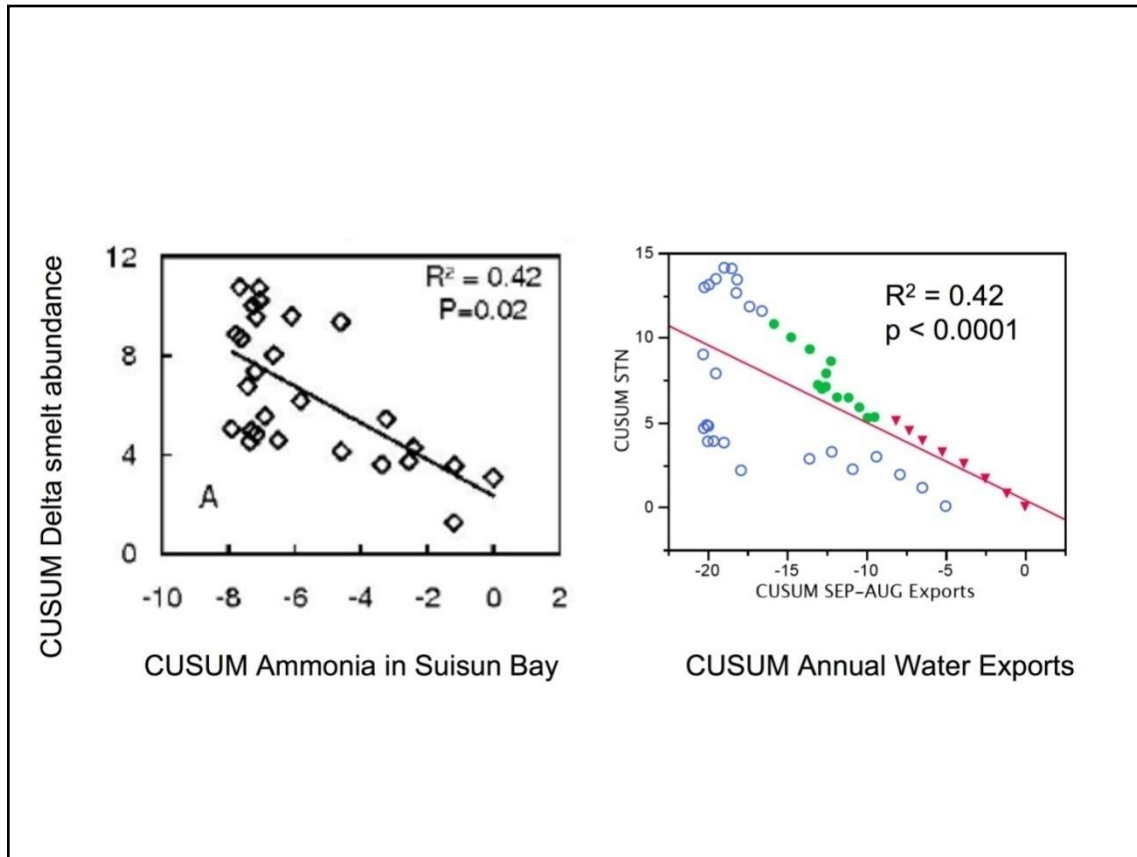 CUSUM Delta smelt abundance
12
8
4
0
-10 -8 -6 -4 -2 0 2
R² = 0.42
P=0.02
A
CUSUM Ammonia in Suisun Bay
CUSUM STN
15
10
5
0
-20 -15 -10 -5 0
R² = 0.42
p < 0.0001
CUSUM SEP-AUG Exports
CUSUM Annual Water Exports